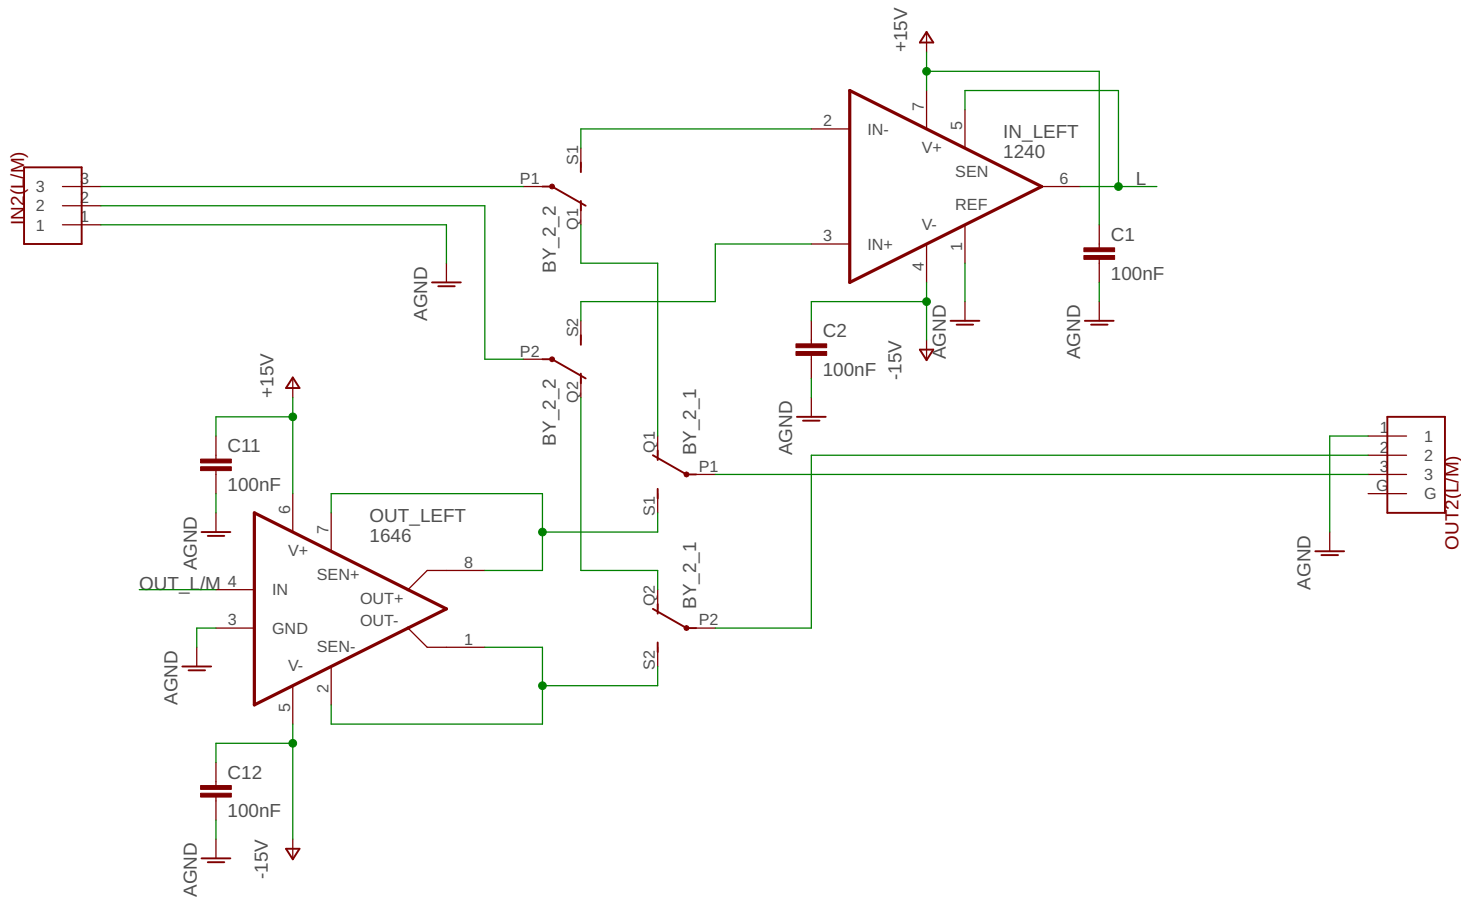 +15V
7
5
IN_LEFT
1240
2
IN-
V+
SEN
6
L
REF
V-
3
IN+
4
1
C1
100nF
AGND
AGND
C2
100nF
-15V
AGND
IN2(L/M)
3
2
1
3
2
1
AGND
P1
S1
Q1
BY_2_2
P2
S2
Q2
BY_2_2
Q1
BY_2_1
P1
S1
Q2
BY_2_1
P2
S2
1
2
3
G
1
2
3
G
OUT2(L/M)
AGND
+15V
C11
100nF
AGND
6
7
OUT_LEFT
1646
V+
SEN+
8
OUT_L/M
4
IN
OUT+
OUT-
3
GND
1
SEN-
V-
AGND
5
2
C12
100nF
AGND
-15V